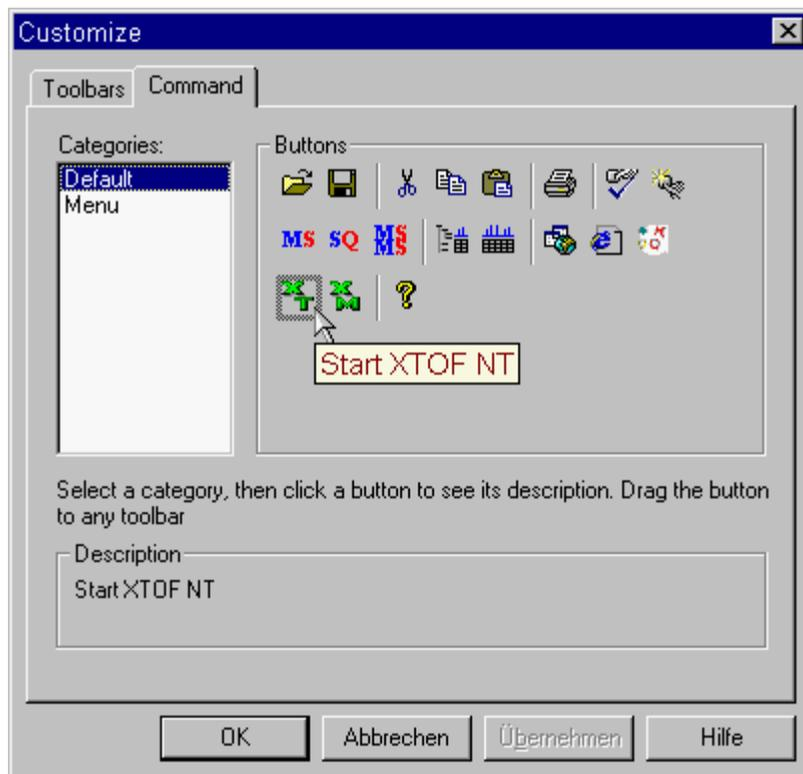 Customize
Toolbars
Command
Categories:
Buttons
Default
Menu
MS SQ MS MS
X T X M
Start XTOF NT
Select a category, then click a button to see its description. Drag the button
to any toolbar
Description
Start XTOF NT
OK
Abbrechen
Übernehmen
Hilfe